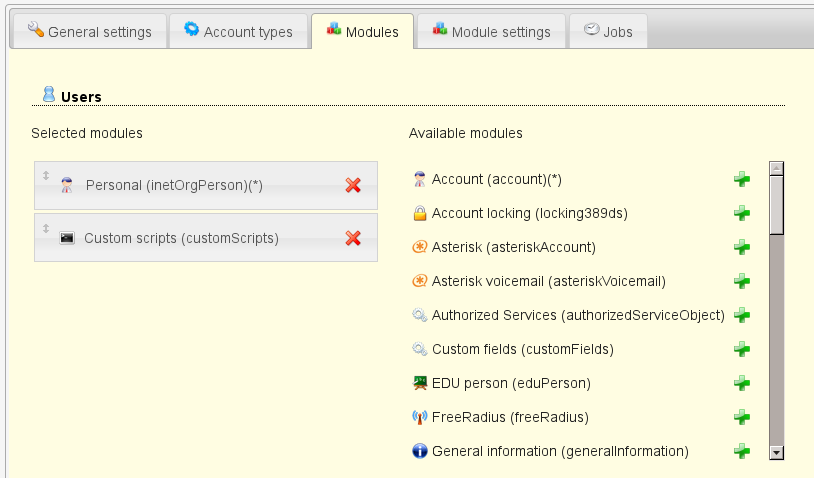 General settings
Account types
Modules
Module settings
Jobs
Users
Selected modules
Available modules
Personal (inetOrgPerson)(*)
Custom scripts (customScripts)
Account (account)(*)
Account locking (locking389ds)
Asterisk (asteriskAccount)
Asterisk voicemail (asteriskVoicemail)
Authorized Services (authorizedServiceObject)
Custom fields (customFields)
EDU person (eduPerson)
FreeRadius (freeRadius)
General information (generalInformation)